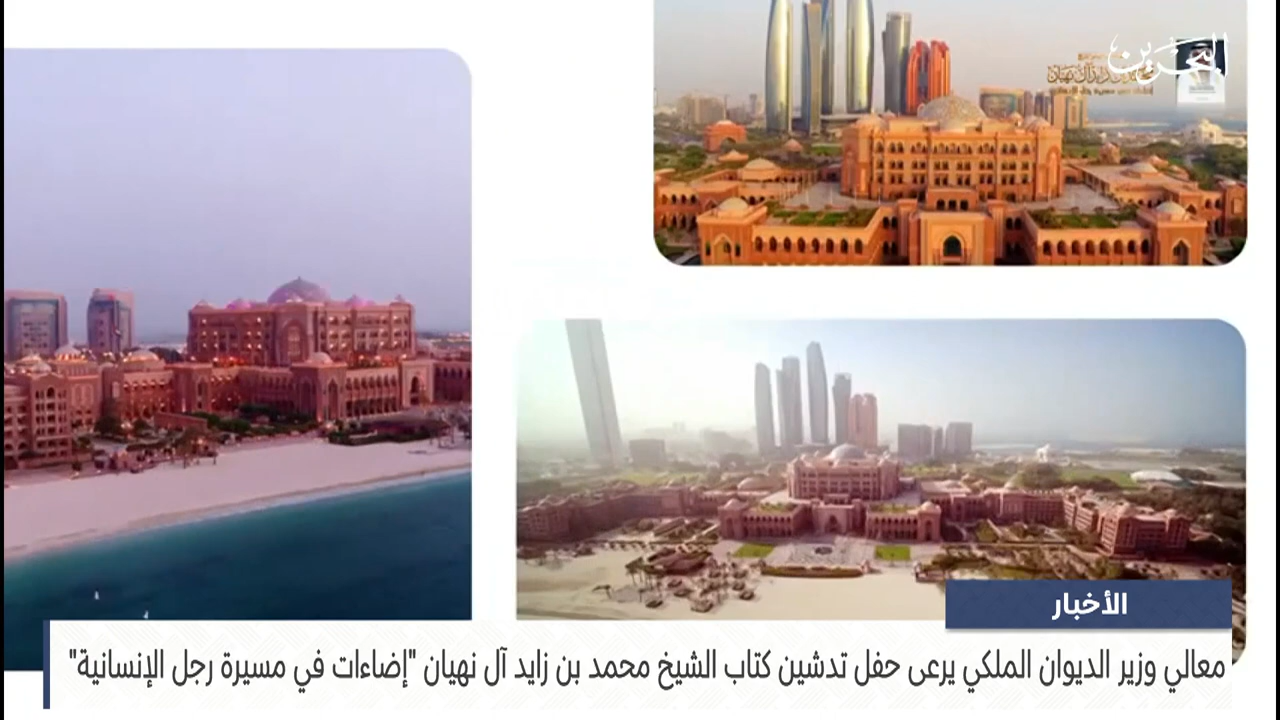 البحرين
الأخبار
معالي وزير الديوان الملكي يرعى حفل تدشين كتاب الشيخ محمد بن زايد آل نهيان "إضاءات في مسيرة رجل الإنسانية"